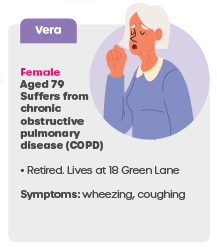 Vera
Female
Aged 79
Suffers from
chronic
obstructive
pulmonary
disease (COPD)
• Retired. Lives at 18 Green Lane
Symptoms: wheezing, coughing